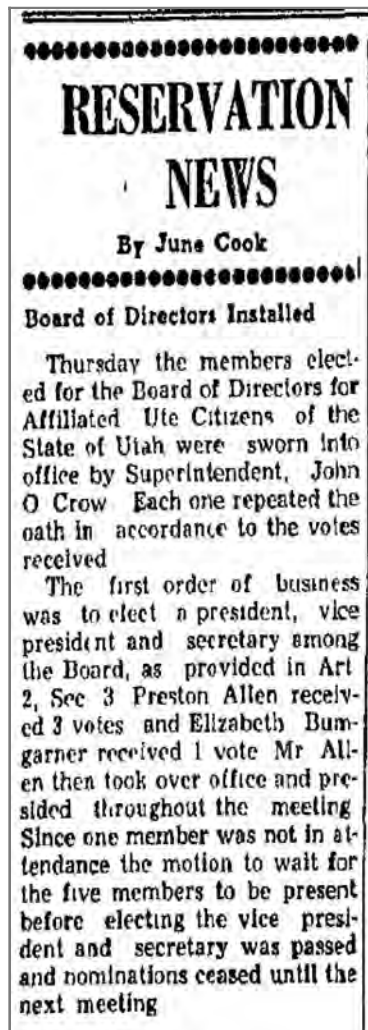 RESERVATION
NEWS
By June Cook
Board of Directors Installed
Thursday the members elect-
ed for the Board of Directors for
Affiliated Ute Citizens of the
State of Utah were sworn into
office by Superintendent, John
O Crow Each one repeated the
oath in accordance to the votes
received
The first order of business
was to elect a president, vice
president and secretary among
the Board, as provided in Art
2, Sec 3 Preston Allen receiv-
ed 3 votes and Elizabeth Bum-
garner received 1 vote Mr All-
en then took over office and pre-
sided throughout the meeting
Since one member was not in at-
tendance the motion to wait for
the five members to be present
before electing the vice presi-
dent and secretary was passed
and nominations ceased until the
next meeting